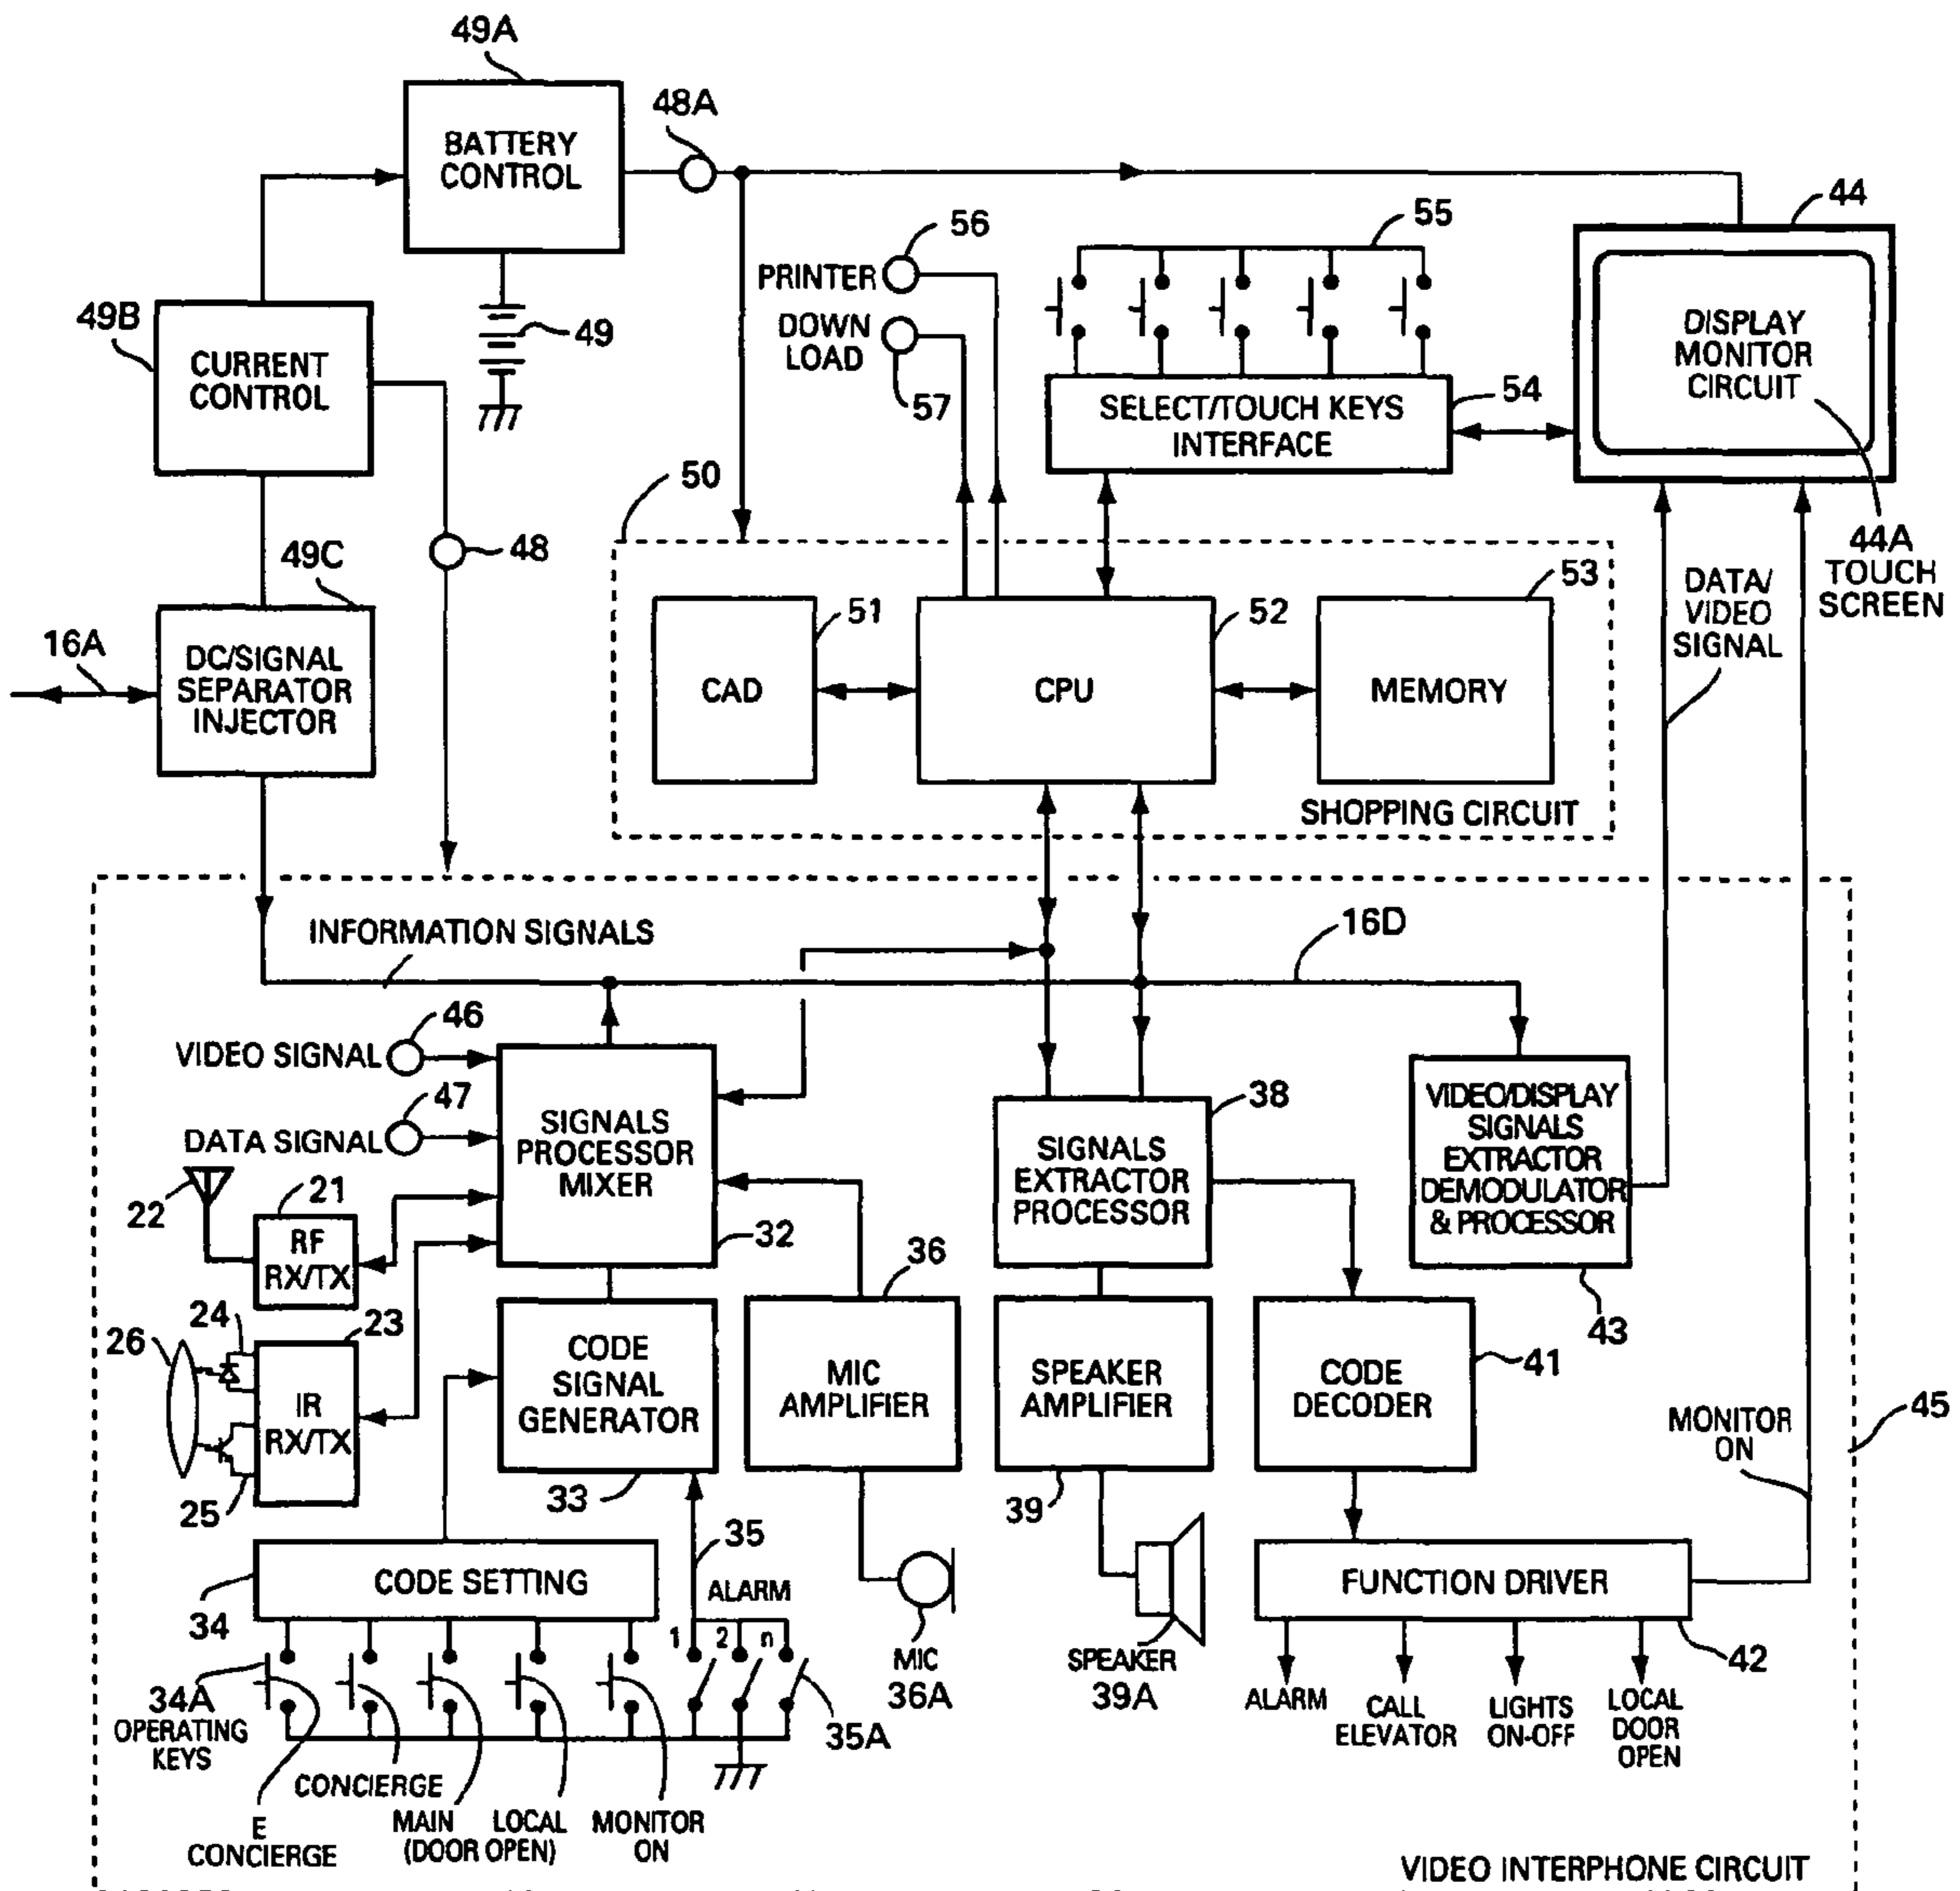 49A
BATTERY
CONTROL
48A
44
56
55
PRINTER
49B
DOWN
LOAD
49
DISPLAY
MONITOR
CIRCUIT
CURRENT
CONTROL
57
54
SELECT/TOUCH KEYS
INTERFACE
50
48
49C
44A
TOUCH
SCREEN
53
DATA/
VIDEO
SIGNAL
51
52
16A
DC/SIGNAL
SEPARATOR
INJECTOR
CAD
CPU
MEMORY
SHOPPING CIRCUIT
INFORMATION SIGNALS
16D
46
VIDEO SIGNAL
47
DATA SIGNAL
SIGNALS
PROCESSOR
MIXER
38
SIGNALS
EXTRACTOR
PROCESSOR
VIDEO/DISPLAY
SIGNALS
EXTRACTOR
DEMODULATOR
& PROCESSOR
22
21
RF
RX/TX
32
36
24
23
26
43
CODE
SIGNAL
GENERATOR
MIC
AMPLIFIER
SPEAKER
AMPLIFIER
CODE
DECODER
41
IR
RX/TX
45
MONITOR
ON
25
33
39
35
CODE SETTING
ALARM
FUNCTION DRIVER
34
1 2 n
MIC
36A
SPEAKER
39A
42
34A
OPERATING
KEYS
35A
ALARM
CALL
ELEVATOR
LIGHTS
ON-OFF
LOCAL
DOOR
OPEN
CONCIERGE
E
CONCIERGE
MAIN LOCAL
(DOOR OPEN)
MONITOR
ON
VIDEO INTERPHONE CIRCUIT